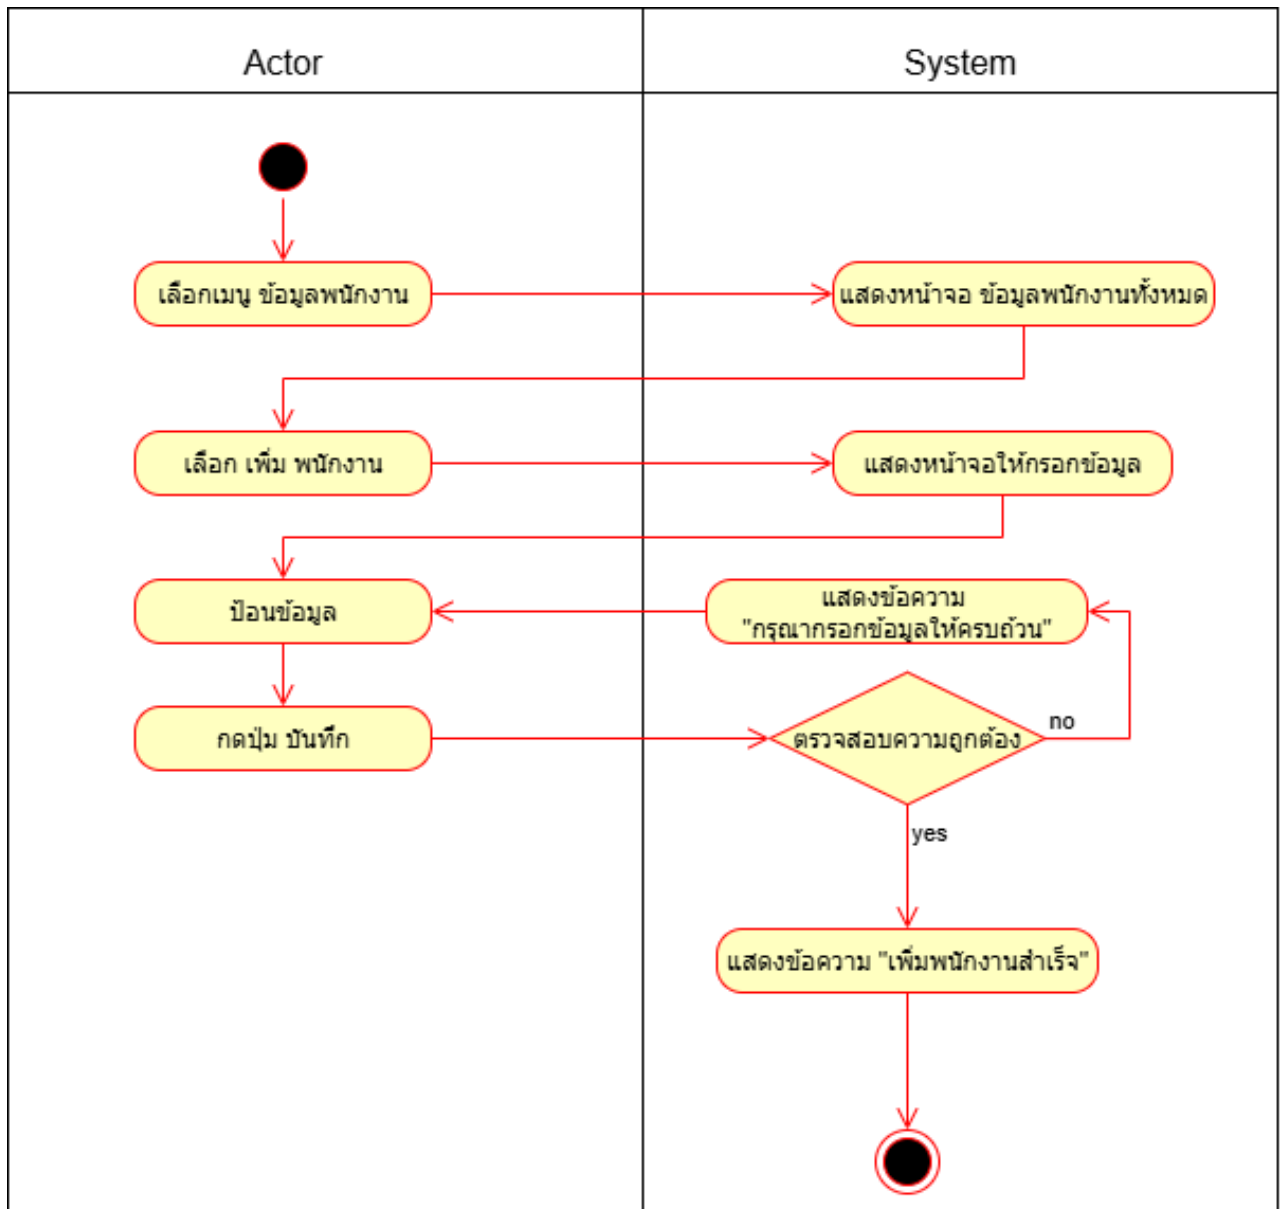 Actor
System
เลือกเมนู ข้อมูลพนักงาน
แสดงหน้าจอ ข้อมูลพนักงานทั้งหมด
เลือก เพิ่ม พนักงาน
แสดงหน้าจอให้กรอกข้อมูล
ป้อนข้อมูล
แสดงข้อความ
"กรุณากรอกข้อมูลให้ครบถ้วน"
กดปุ่ม บันทึก
ตรวจสอบความถูกต้อง
no
yes
แสดงข้อความ "เพิ่มพนักงานสำเร็จ"